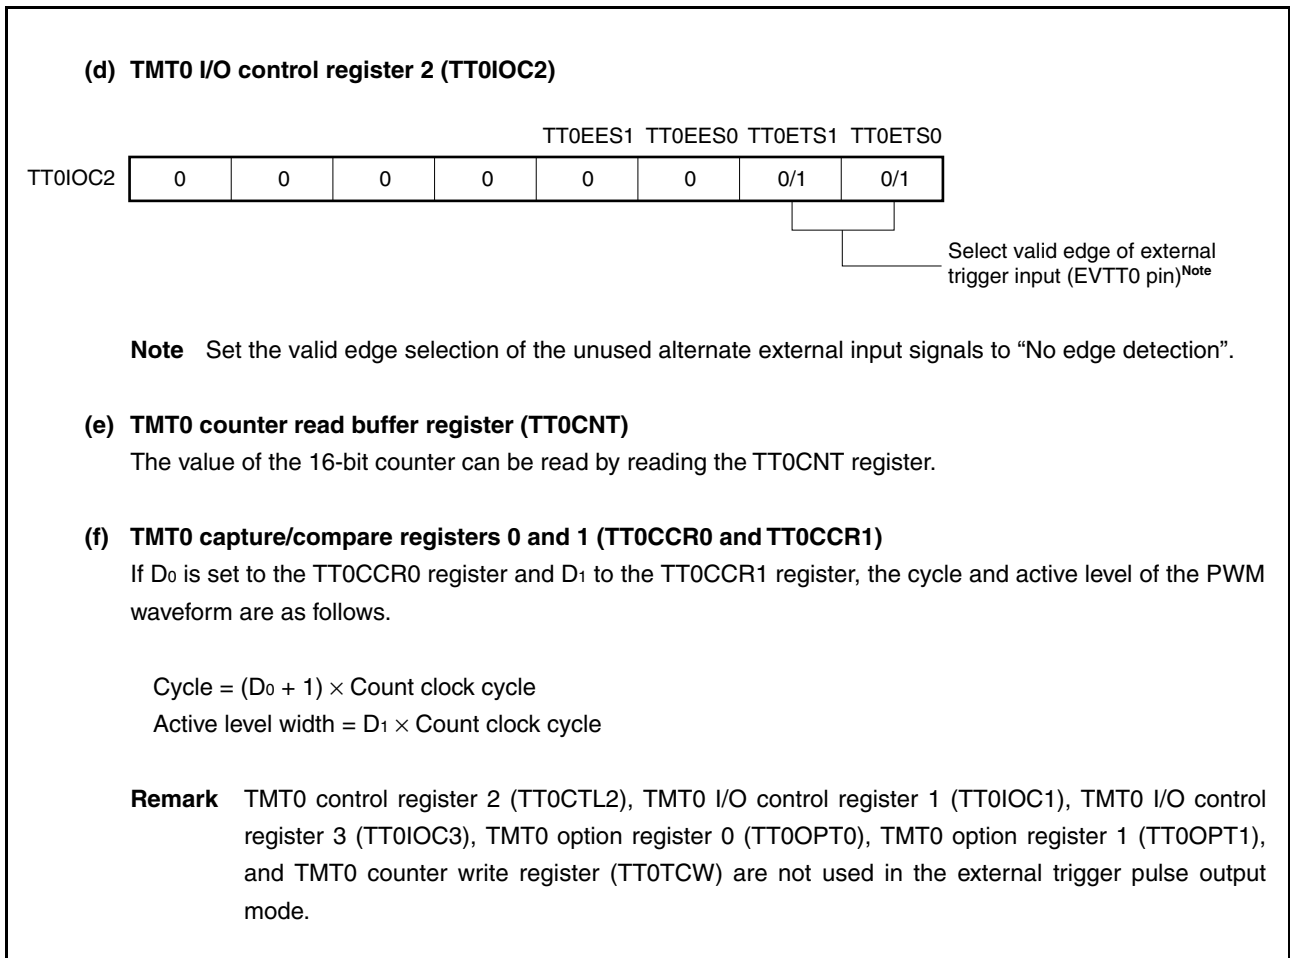 (d) TMT0 I/O control register 2 (TT0IOC2)
TT0EES1 TT0EES0 TT0ETS1 TT0ETS0
TT0IOC2 0 0 0 0 0 0 0/1 0/1
Select valid edge of external
trigger input (EVTT0 pin)Note
Note Set the valid edge selection of the unused alternate external input signals to “No edge detection”.
(e) TMT0 counter read buffer register (TT0CNT)
The value of the 16-bit counter can be read by reading the TT0CNT register.
(f) TMT0 capture/compare registers 0 and 1 (TT0CCR0 and TT0CCR1)
If D0 is set to the TT0CCR0 register and D1 to the TT0CCR1 register, the cycle and active level of the PWM
waveform are as follows.
Cycle = (D0 + 1) × Count clock cycle
Active level width = D1 × Count clock cycle
Remark TMT0 control register 2 (TT0CTL2), TMT0 I/O control register 1 (TT0IOC1), TMT0 I/O control
register 3 (TT0IOC3), TMT0 option register 0 (TT0OPT0), TMT0 option register 1 (TT0OPT1),
and TMT0 counter write register (TT0TCW) are not used in the external trigger pulse output
mode.